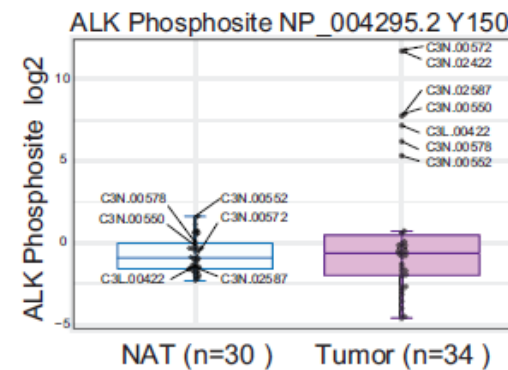 ALK Phosphosite NP_004295.2 Y150
ALK Phosphosite log2
10
5
0
−5
C3N.00572
C3N.02422
C3N.02587
C3N.00550
C3L.00422
C3N.00578
C3N.00552
C3N.00578
C3N.00552
C3N.00550
C3N.00572
C3L.00422
C3N.02587
NAT (n=30 )
Tumor (n=34 )